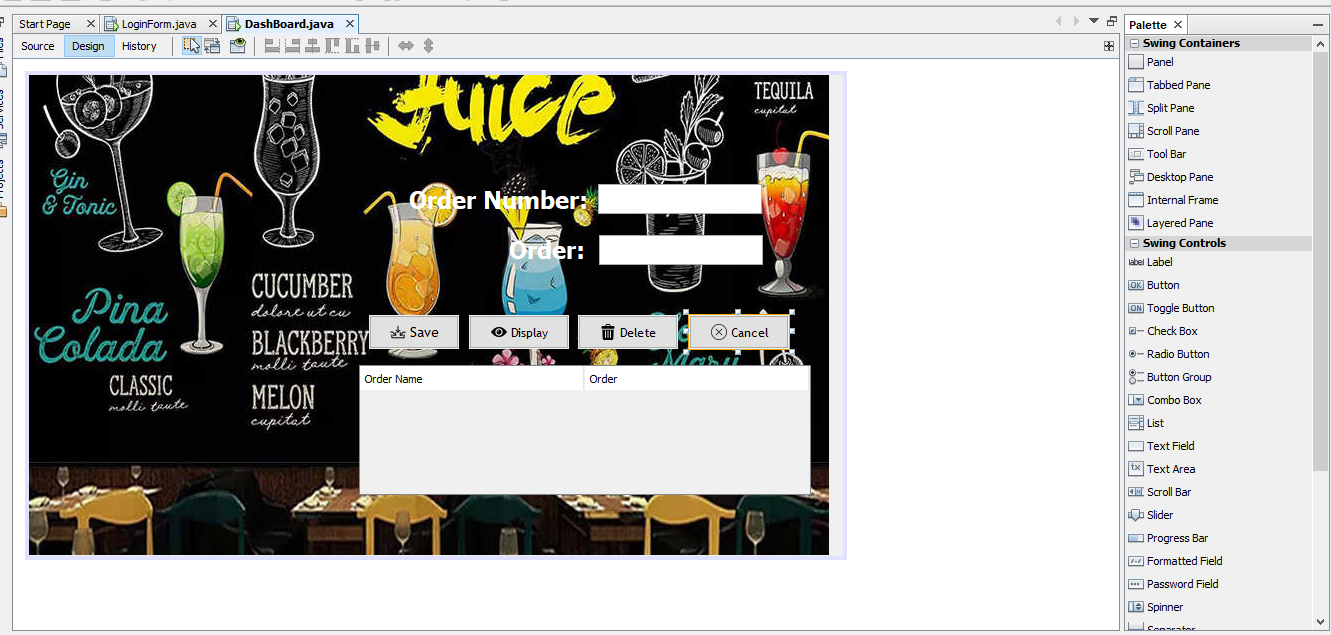 Start Page
LoginForm.java
DashBoard.java
Palette
Source
Design
History
Juice
TEQUILA
cupitat
Gin
& Tonic
Order Number:
Order:
Pina
Colada
CLASSIC
molli taute
CUCUMBER
dolore ut cu
BLACKBERRY
molli taute
MELON
cupitat
Save
Display
Delete
Cancel
Mary
Order Name
Order
Services
Projects
Swing Containers
Panel
Tabbed Pane
Split Pane
Scroll Pane
Tool Bar
Desktop Pane
Internal Frame
Layered Pane
Swing Controls
label Label
OK Button
ON Toggle Button
Check Box
Radio Button
Button Group
Combo Box
List
Text Field
Text Area
Scroll Bar
Slider
Progress Bar
Formatted Field
Password Field
Spinner
Separator